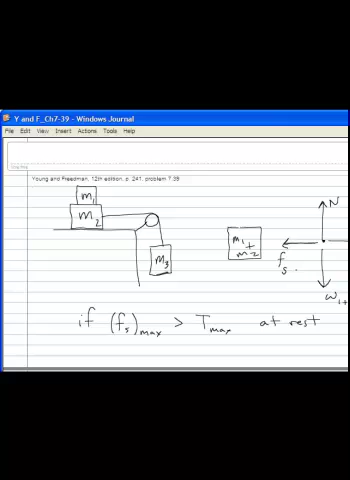 Y and F_Ch7-39 - Windows Journal
File Edit View Insert Actions Tools Help
Young and Freedman, 12th edition, p. 241, problem 7.39
m1
m2
m3
m1 + m2
fs
N
W1+
if (fs)max > Tmax at rest